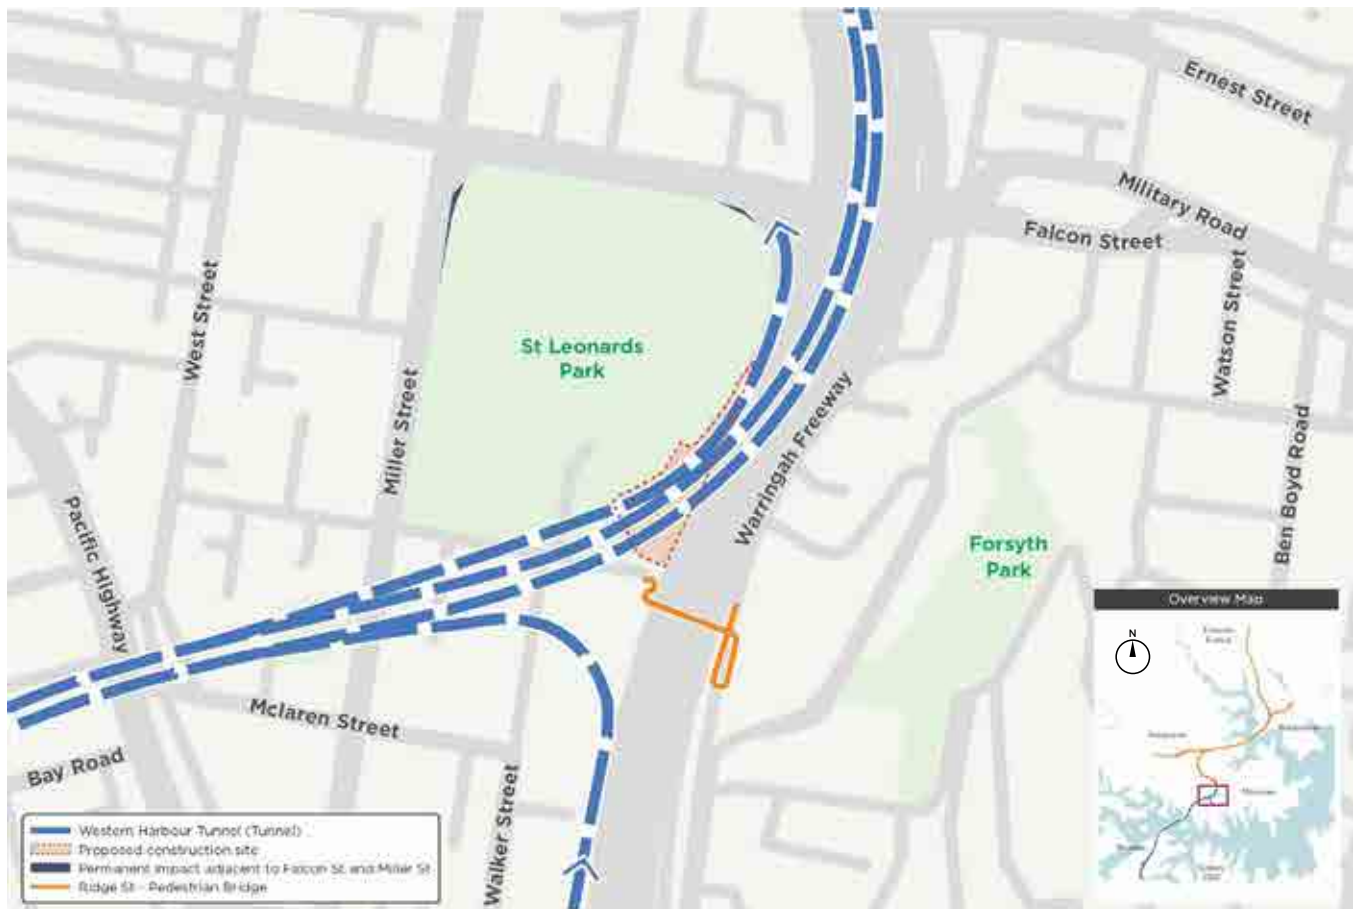 Ernest Street
Military Road
Falcon Street
West Street
St Leonards
Park
Watson Street
Miller Street
Warringah Freeway
Ben Boyd Road
Pacific Highway
Forsyth
Park
Overview Map
N
Mclaren Street
Bay Road
Walker Street
Western Harbour Tunnel (Tunnel)
Proposed construction site
Permanent impact adjacent to Falcon St and Miller St
Ridge St - Pedestrian Bridge